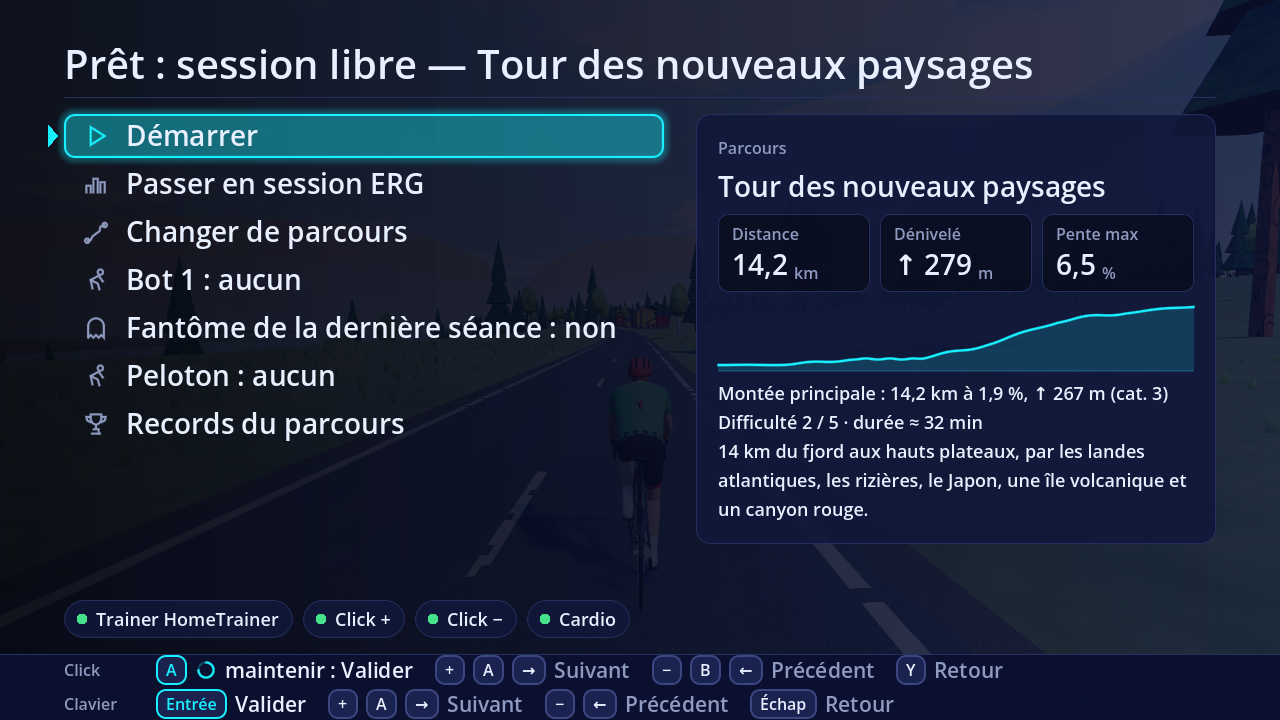 Prêt : session libre — Tour des nouveaux paysages
Démarrer
Passer en session ERG
Changer de parcours
Bot 1 : aucun
Fantôme de la dernière séance : non
Peloton : aucun
Records du parcours
Parcours
Tour des nouveaux paysages
Distance
14,2 km
Dénivelé
↑ 279 m
Pente max
6,5 %
Montée principale : 14,2 km à 1,9 %, ↑ 267 m (cat. 3)
Difficulté 2 / 5 · durée ≈ 32 min
14 km du fjord aux hauts plateaux, par les landes
atlantiques, les rizières, le Japon, une île volcanique et
un canyon rouge.
Trainer HomeTrainer
Click +
Click −
Cardio
Click A maintenir : Valider + A → Suivant − B ← Précédent Y Retour
Clavier Entrée Valider + A → Suivant − ← Précédent Échap Retour